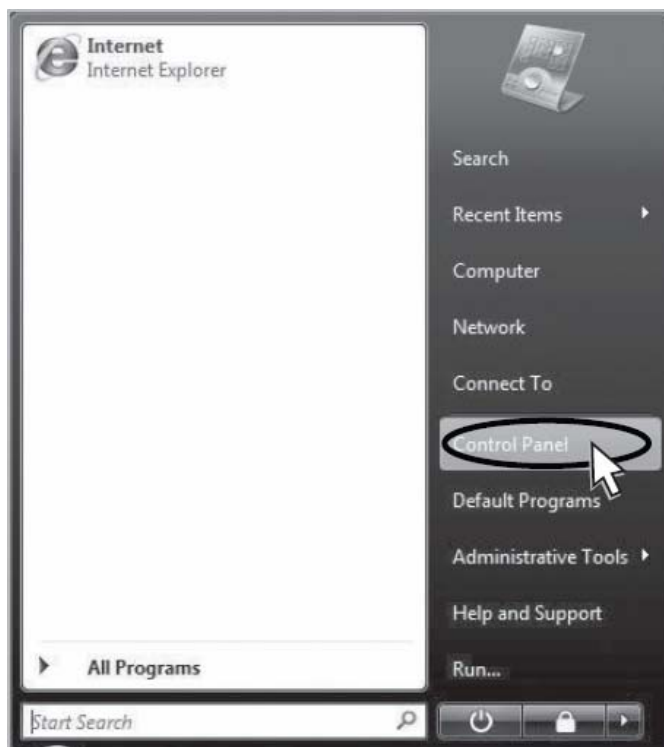 Internet
Internet Explorer
All Programs
Start Search
Search
Recent Items
Computer
Network
Connect To
Control Panel
Default Programs
Administrative Tools
Help and Support
Run...